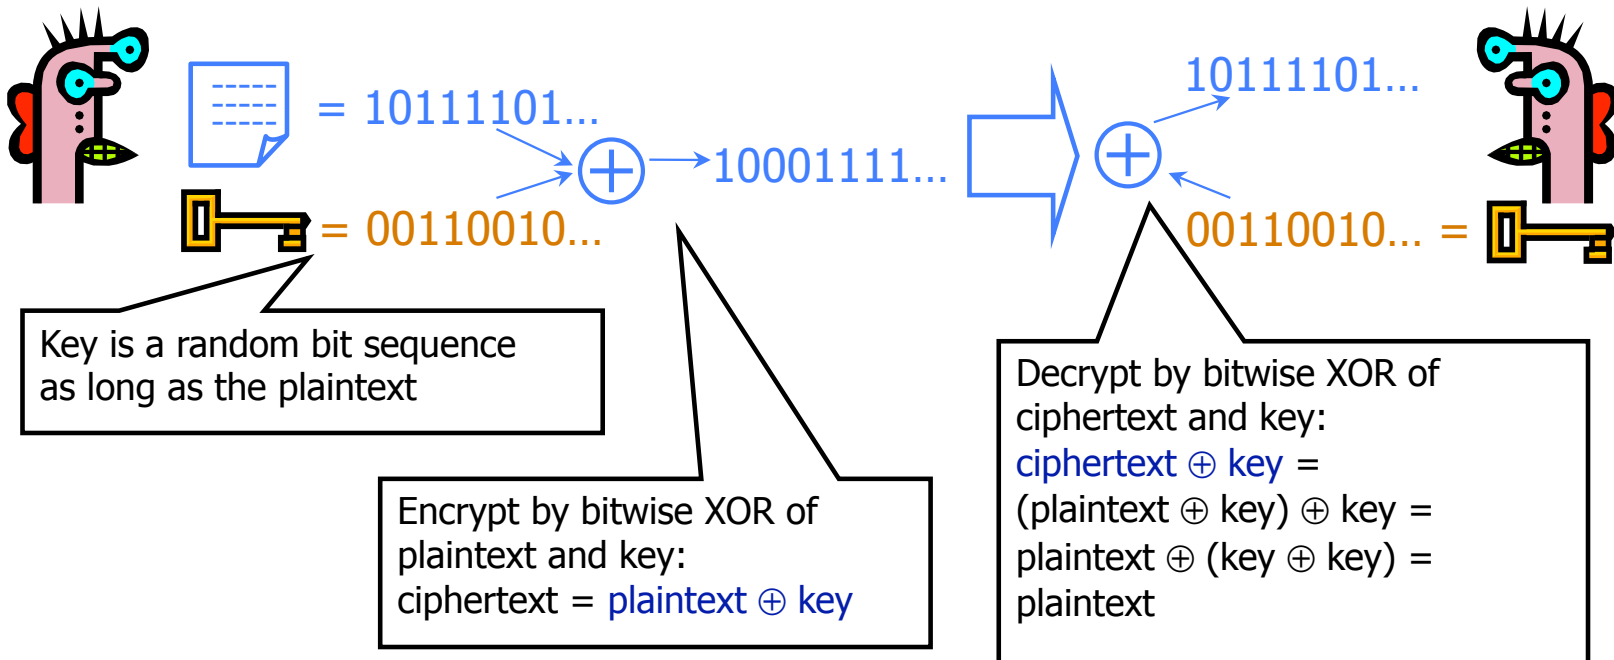 = 10111101...
= 00110010...
10001111...
10111101...
00110010... =
Key is a random bit sequence
as long as the plaintext
Encrypt by bitwise XOR of
plaintext and key:
ciphertext = plaintext ⊕ key
Decrypt by bitwise XOR of
ciphertext and key:
ciphertext ⊕ key =
(plaintext ⊕ key) ⊕ key =
plaintext ⊕ (key ⊕ key) =
plaintext